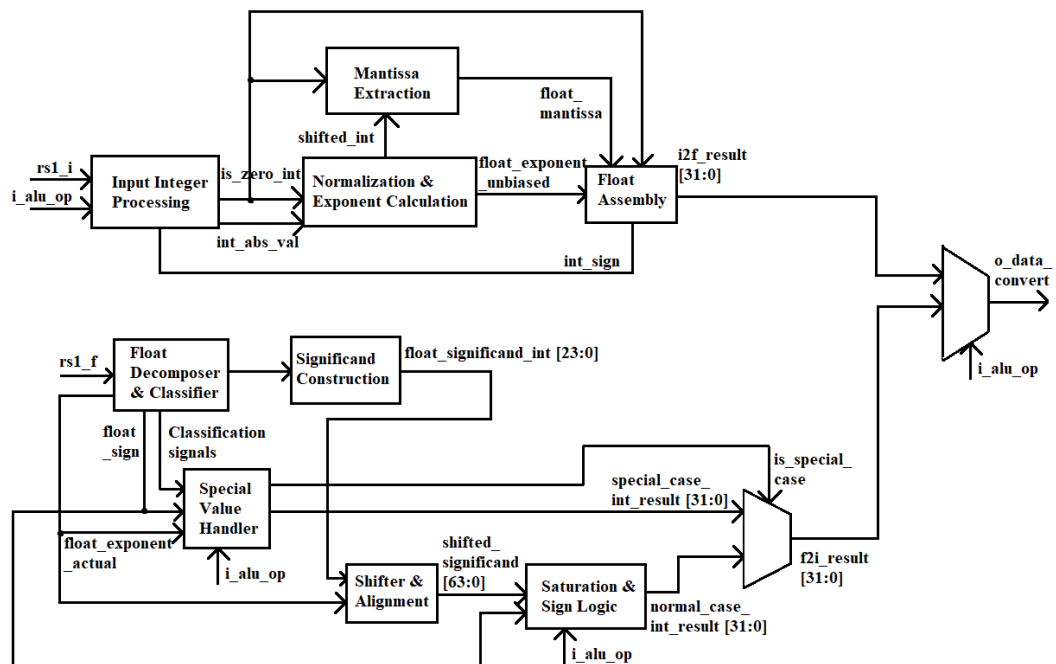 Mantissa
Extraction
float_
mantissa
shifted_int
rs1_i
i_alu_op
Input Integer
Processing
is_zero_int
int_abs_val
Normalization &
Exponent Calculation
float_exponent
_unbiased
Float
Assembly
i2f_result
[31:0]
int_sign
o_data_
convert
i_alu_op
rs1_f
Float
Decomposer
& Classifier
Significand
Construction
float_significand_int [23:0]
float
_sign
Classification
signals
Special
Value
Handler
float_exponent
_actual
i_alu_op
special_case_
int_result [31:0]
is_special_
case
f2i_result
[31:0]
Shifter &
Alignment
shifted_
significand
[63:0]
Saturation &
Sign Logic
normal_case_
int_result [31:0]
i_alu_op